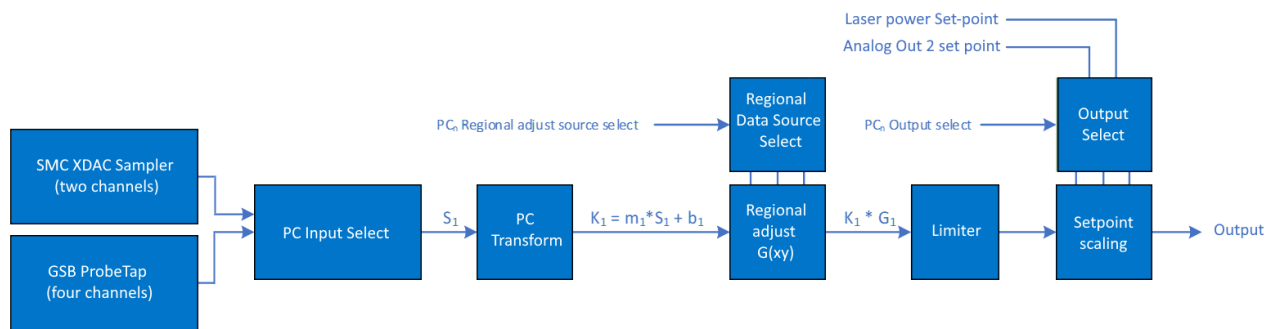 Laser power Set-point
Analog Out 2 set point
Regional
Data Source
Select
Output
Select
PCₙ Regional adjust source select
PCₙ Output select
SMC XDAC Sampler
(two channels)
GSB ProbeTap
(four channels)
PC Input Select
S₁
PC
Transform
K₁ = m₁*S₁ + b₁
Regional
adjust
G(xy)
K₁ * G₁
Limiter
Setpoint
scaling
Output